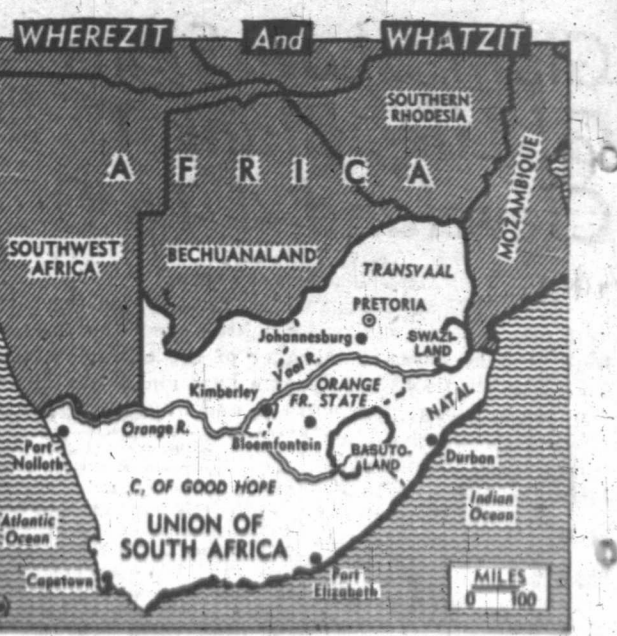 WHEREZIT And WHATZIT
SOUTHERN
RHODESIA
AFRICA
MOZAMBIQUE
SOUTHWEST
AFRICA
BECHUANALAND
TRANSVAAL
PRETORIA
Johannesburg
SWAZI-
LAND
Vaal R.
Kimberley
ORANGE
FR. STATE
NATAL
Orange R.
Bloemfontein
BASUTO-
LAND
Port
Nolloth
Durban
C. OF GOOD HOPE
Indian
Ocean
Atlantic
Ocean
UNION OF
SOUTH AFRICA
Capetown
Port
Elizabeth
MILES
0 100